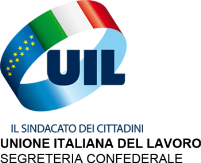 UIL
IL SINDACATO DEI CITTADINI
UNIONE ITALIANA DEL LAVORO
SEGRETERIA CONFEDERALE